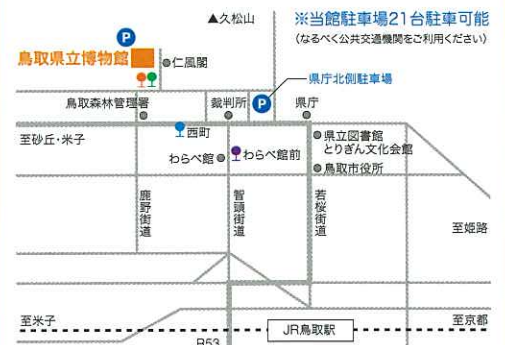 ▲久松山
※当館駐車場21台駐車可能
(なるべく公共交通機関をご利用ください)
P
鳥取県立博物館
仁風閣
県庁北側駐車場
鳥取森林管理署
裁判所
P
県庁
至砂丘・米子
西町
県立図書館
とりぎん文化会館
わらべ館
わらべ館前
鳥取市役所
鹿野街道
智頭街道
若桜街道
至姫路
至米子
至京都
JR鳥取駅
R53